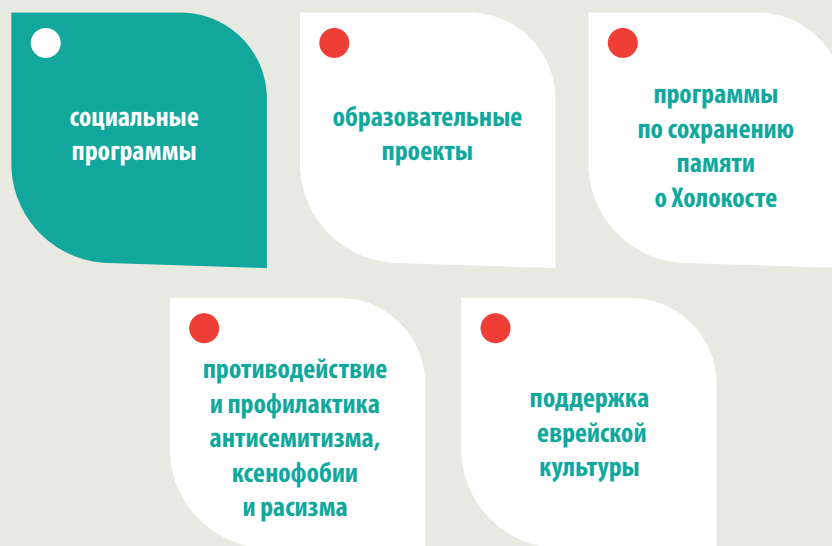 социальные
программы
образовательные
проекты
программы
по сохранению
памяти
о Холокосте
противодействие
и профилактика
антисемитизма,
ксенофобии
и расизма
поддержка
еврейской
культуры